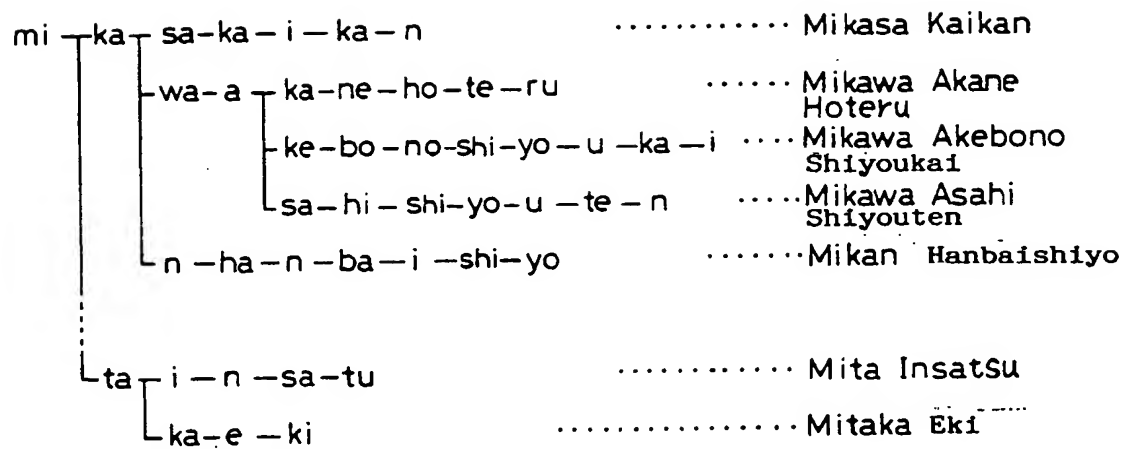 mi ka sa-ka-i-ka-n ............ Mikasa Kaikan
wa-a ka-ne-ho-te-ru ...... Mikawa Akane
Hoteru
ke-bo-no-shi-yo-u-ka-i .... Mikawa Akebono
Shiyoukai
sa-hi-shi-yo-u-te-n ..... Mikawa Asahi
Shiyouten
n-ha-n-ba-i-shi-yo ....... Mikan Hanbaishiyo
ta i-n-sa-tu ............ Mita Insatsu
ka-e-ki ................ Mitaka Eki